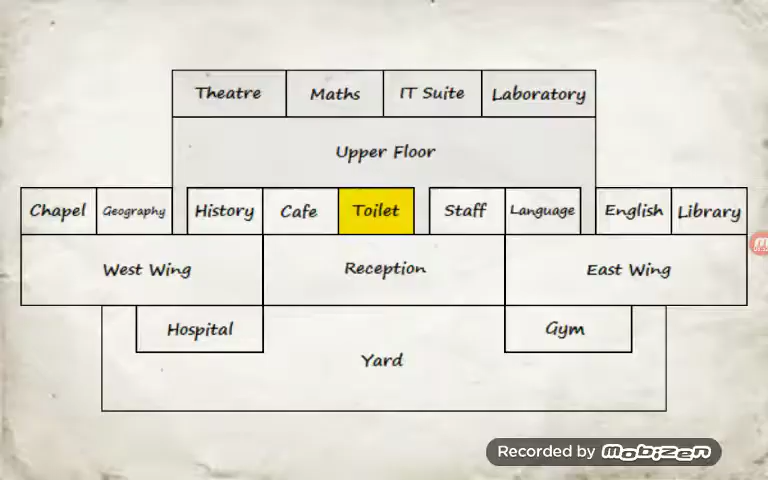 Theatre Maths IT Suite Laboratory
Upper Floor
Chapel Geography History Cafe Toilet Staff Language English Library
West Wing Reception East Wing
Hospital Gym
Yard
Recorded by mobizen